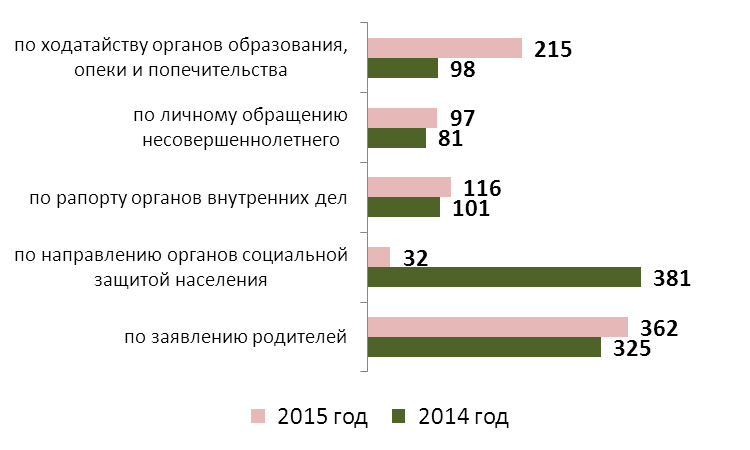 по ходатайству органов образования,
опеки и попечительства
215
98
по личному обращению
несовершеннолетнего
97
81
по рапорту органов внутренних дел
116
101
по направлению органов социальной
защитой населения
32
381
по заявлению родителей
362
325
2015 год
2014 год